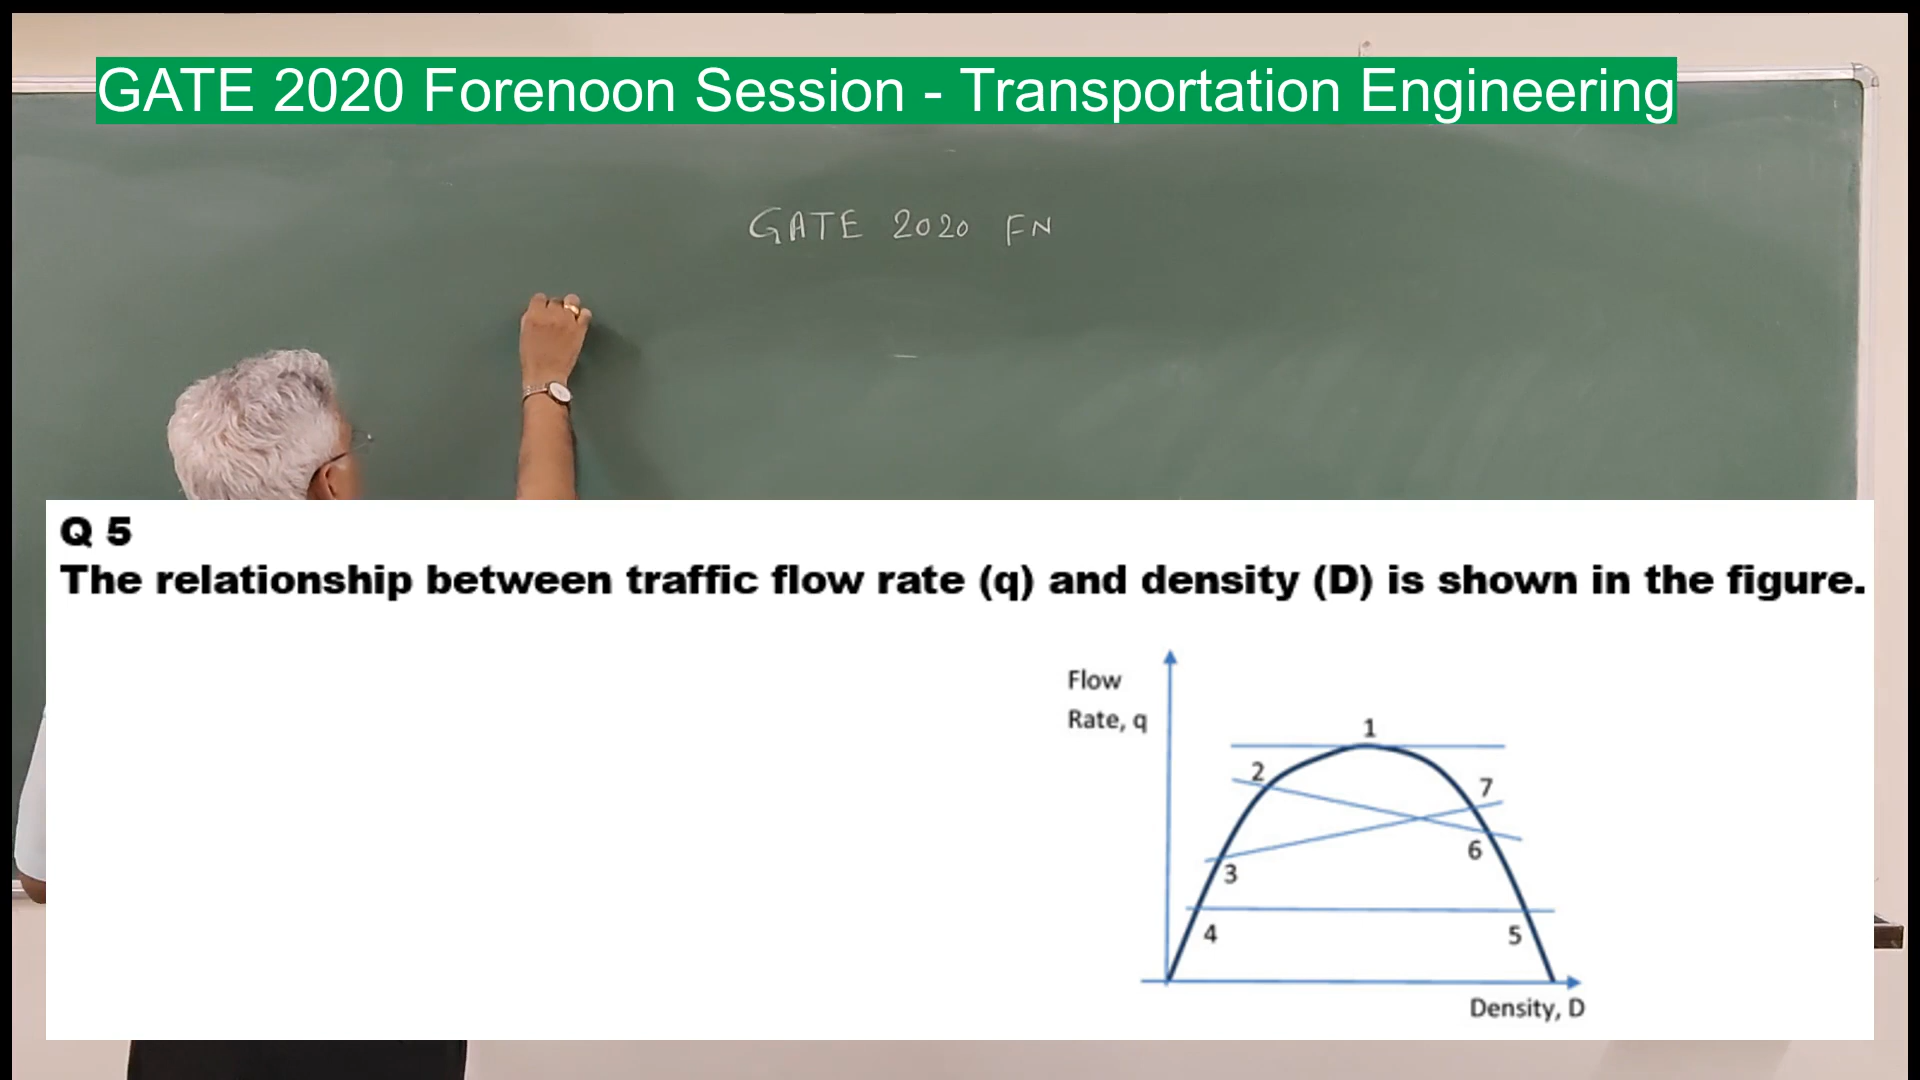 GATE 2020 Forenoon Session - Transportation Engineering
GATE 2020 FN
Q 5
The relationship between traffic flow rate (q) and density (D) is shown in the figure.
Flow
Rate, q
1
2
7
6
3
4
5
Density, D